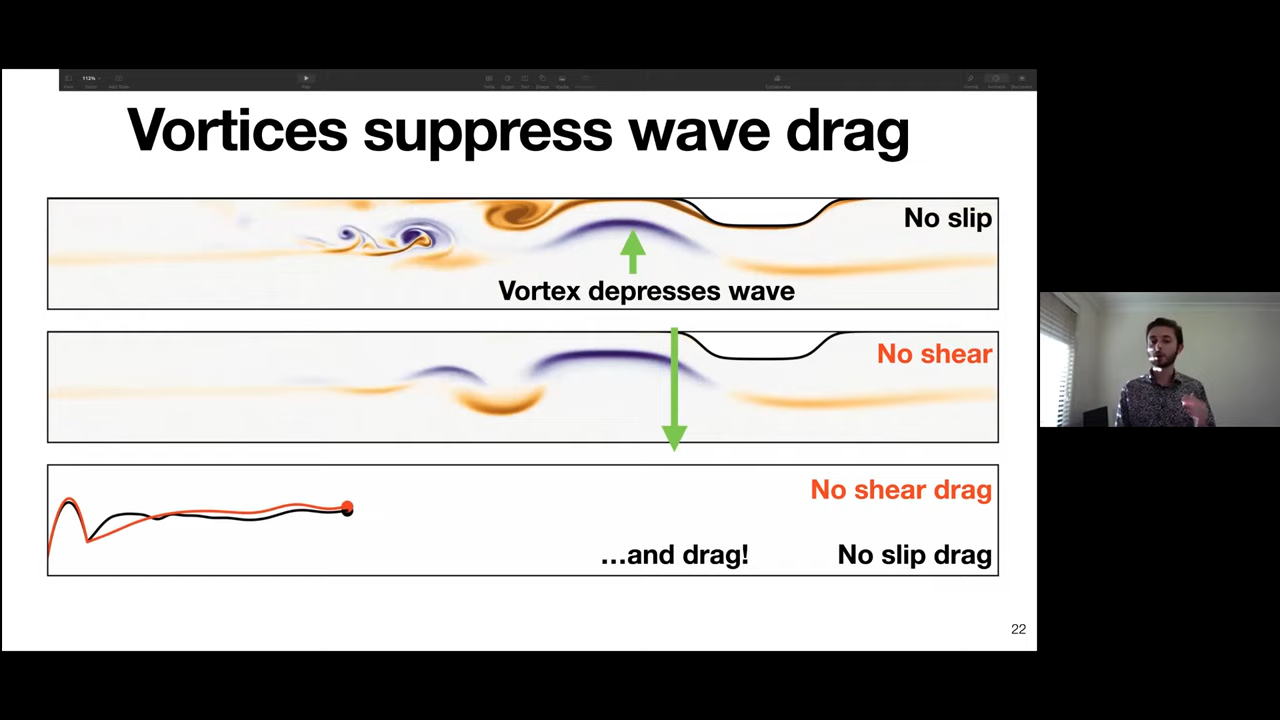 112%
Vortices suppress wave drag
No slip
Vortex depresses wave
No shear
No shear drag
...and drag!
No slip drag
22